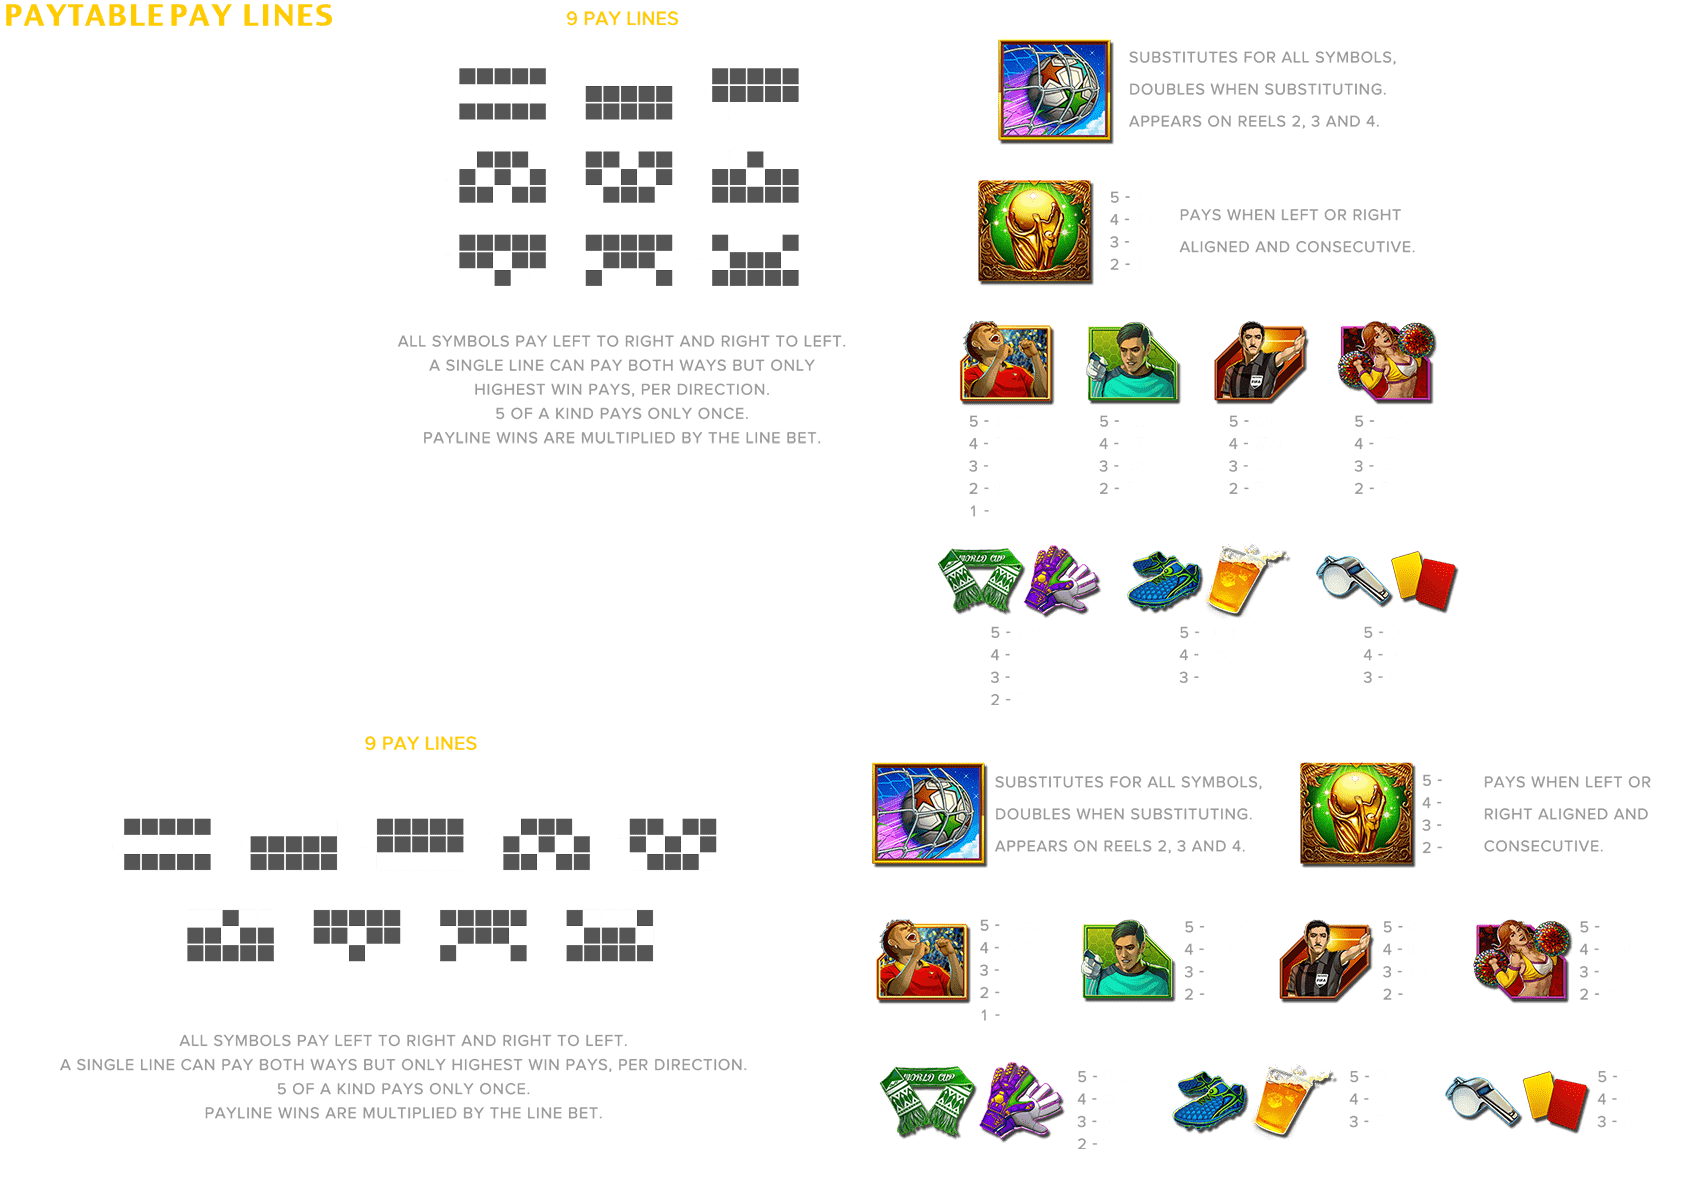 PAYTABLE PAY LINES
9 PAY LINES
ALL SYMBOLS PAY LEFT TO RIGHT AND RIGHT TO LEFT.
A SINGLE LINE CAN PAY BOTH WAYS BUT ONLY
HIGHEST WIN PAYS, PER DIRECTION.
5 OF A KIND PAYS ONLY ONCE.
PAYLINE WINS ARE MULTIPLIED BY THE LINE BET.
SUBSTITUTES FOR ALL SYMBOLS,
DOUBLES WHEN SUBSTITUTING.
APPEARS ON REELS 2, 3 AND 4.
5 -
4 -
3 -
2 -
PAYS WHEN LEFT OR RIGHT
ALIGNED AND CONSECUTIVE.
FIFA
5 -
4 -
3 -
2 -
1 -
5 -
4 -
3 -
2 -
5 -
4 -
3 -
2 -
5 -
4 -
3 -
2 -
WORLD CUP
5 -
4 -
3 -
2 -
5 -
4 -
3 -
5 -
4 -
3 -
9 PAY LINES
ALL SYMBOLS PAY LEFT TO RIGHT AND RIGHT TO LEFT.
A SINGLE LINE CAN PAY BOTH WAYS BUT ONLY HIGHEST WIN PAYS, PER DIRECTION.
5 OF A KIND PAYS ONLY ONCE.
PAYLINE WINS ARE MULTIPLIED BY THE LINE BET.
SUBSTITUTES FOR ALL SYMBOLS,
DOUBLES WHEN SUBSTITUTING.
APPEARS ON REELS 2, 3 AND 4.
5 -
4 -
3 -
2 -
PAYS WHEN LEFT OR
RIGHT ALIGNED AND
CONSECUTIVE.
5 -
4 -
3 -
2 -
1 -
5 -
4 -
3 -
2 -
FIFA
5 -
4 -
3 -
2 -
5 -
4 -
3 -
2 -
WORLD CUP
5 -
4 -
3 -
2 -
5 -
4 -
3 -
5 -
4 -
3 -